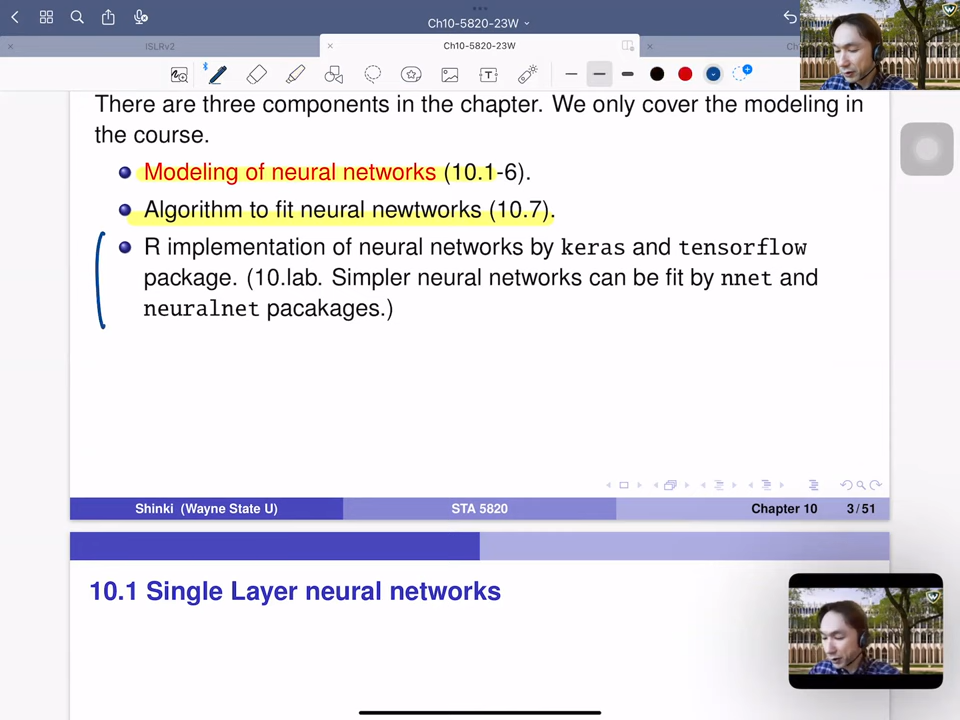 Ch10-5820-23W
ISLRv2
Ch10-5820-23W
There are three components in the chapter. We only cover the modeling in
the course.
Modeling of neural networks (10.1-6).
Algorithm to fit neural newtworks (10.7).
R implementation of neural networks by keras and tensorflow
package. (10.lab. Simpler neural networks can be fit by nnet and
neuralnet pacakages.)
Shinki (Wayne State U) STA 5820 Chapter 10 3/51
10.1 Single Layer neural networks